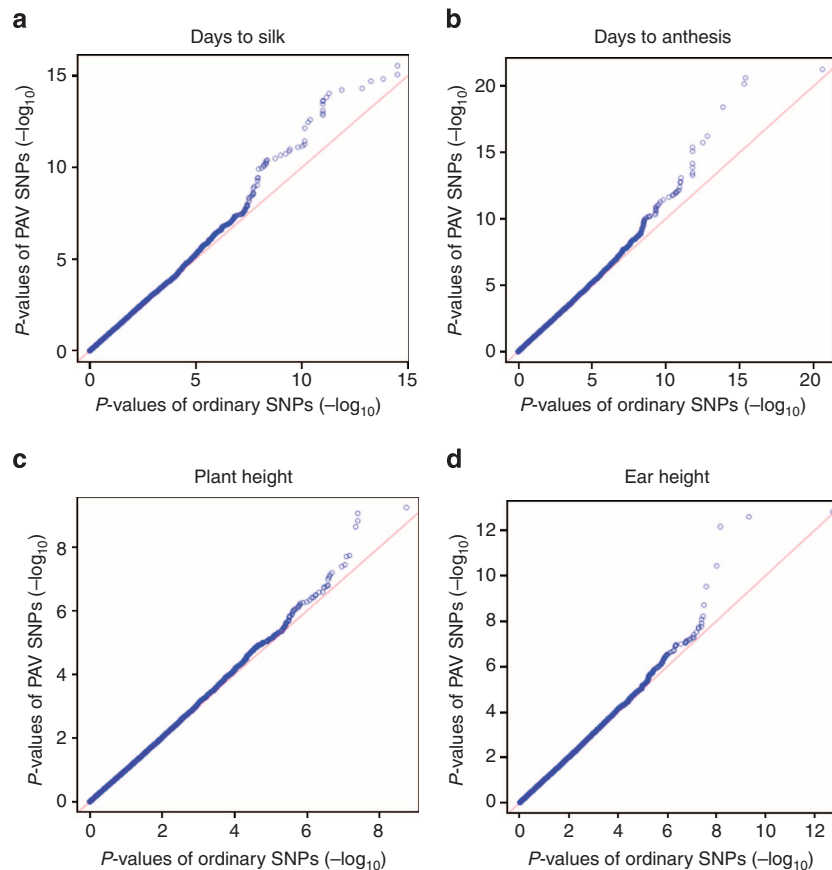 a
Days to silk
P-values of PAV SNPs (–log10)
15
10
5
0
0 5 10 15
P-values of ordinary SNPs (–log10)
b
Days to anthesis
P-values of PAV SNPs (–log10)
20
15
10
5
0
0 5 10 15 20
P-values of ordinary SNPs (–log10)
c
Plant height
P-values of PAV SNPs (–log10)
8
6
4
2
0
0 2 4 6 8
P-values of ordinary SNPs (–log10)
d
Ear height
P-values of PAV SNPs (–log10)
12
10
8
6
4
2
0
0 2 4 6 8 10 12
P-values of ordinary SNPs (–log10)